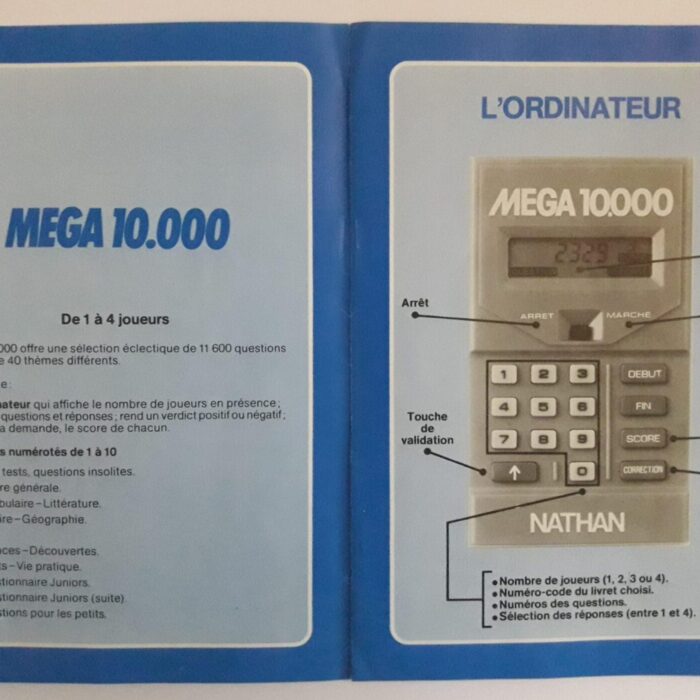 MEGA 10.000
De 1 à 4 joueurs
000 offre une sélection éclectique de 11 600 questions
e 40 thèmes différents.
e :
nateur qui affiche le nombre de joueurs en présence ;
questions et réponses ; rend un verdict positif ou négatif ;
a demande, le score de chacun.
s numérotés de 1 à 10
tests, questions insolites.
re générale.
bulaire – Littérature.
ire – Géographie.
ces – Découvertes.
ts – Vie pratique.
stionnaire Juniors.
stionnaire Juniors (suite).
stions pour les petits.
L'ORDINATEUR
MEGA 10.000
2329
Arrêt
ARRET
MARCHE
1 2 3 DEBUT
4 5 6 FIN
Touche
de
validation
7 8 9 SCORE
↑ 0 CORRECTION
NATHAN
• Nombre de joueurs (1, 2, 3 ou 4).
• Numéro-code du livret choisi.
• Numéros des questions.
• Sélection des réponses (entre 1 et 4).